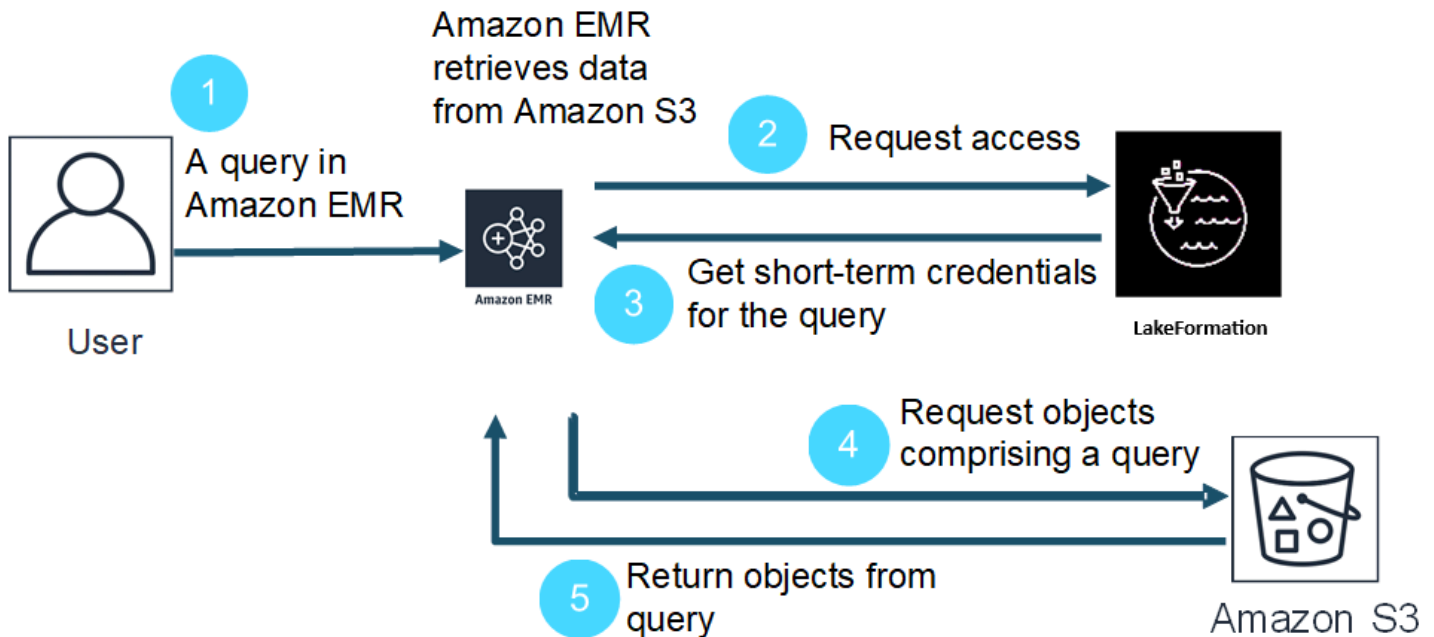 Amazon EMR
retrieves data
from Amazon S3
1
A query in
Amazon EMR
User
Amazon EMR
2
Request access
3
Get short-term credentials
for the query
LakeFormation
4
Request objects
comprising a query
5
Return objects from
query
Amazon S3